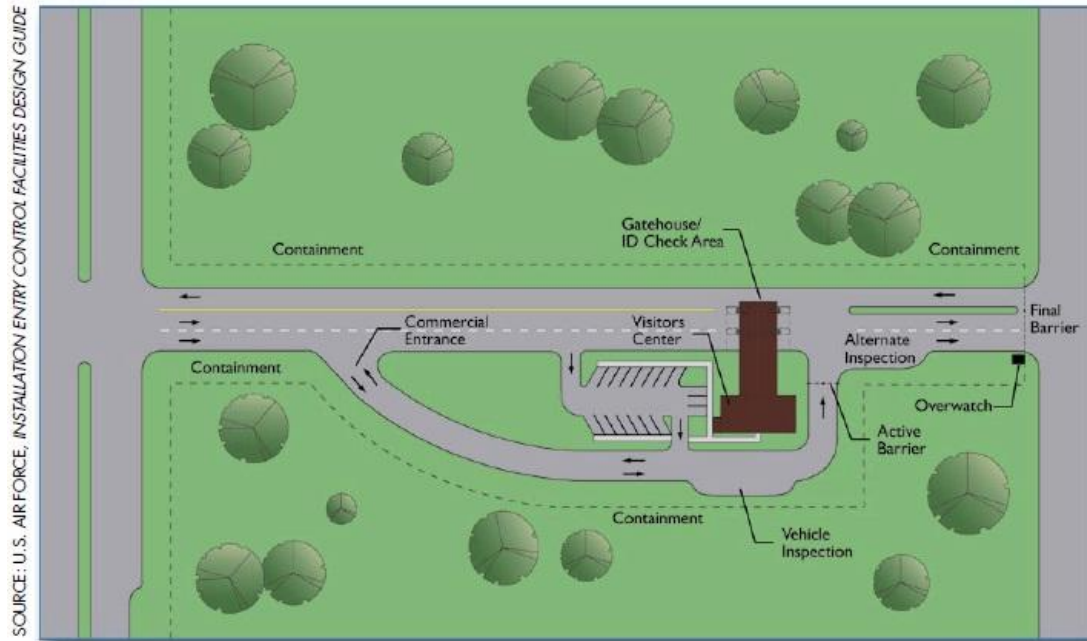 SOURCE: U.S. AIR FORCE, INSTALLATION ENTRY CONTROL FACILITIES DESIGN GUIDE
Gatehouse/
ID Check Area
Containment
Containment
Commercial
Entrance
Visitors
Center
Final
Barrier
Alternate
Inspection
Containment
Overwatch
Active
Barrier
Containment
Vehicle
Inspection